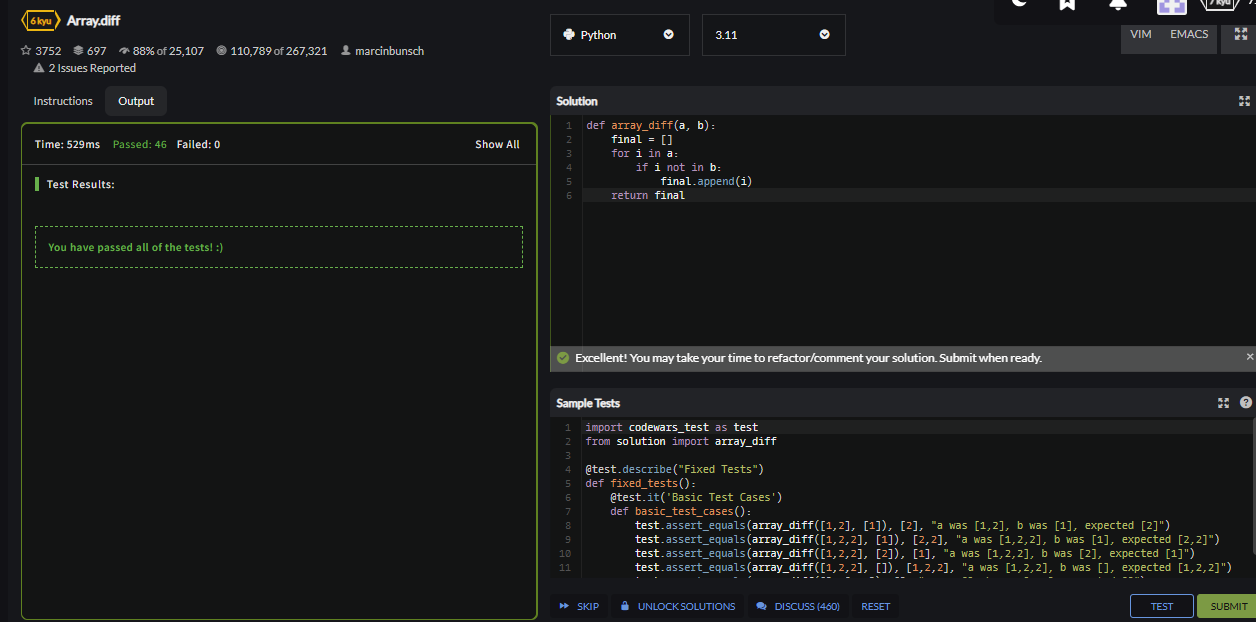 6 kyu Array.diff
3752 697 88% of 25,107 110,789 of 267,321 marcinbunsch
2 Issues Reported
Instructions Output
Time: 529ms Passed: 46 Failed: 0 Show All
Test Results:
You have passed all of the tests! :)
7 kyu
Python 3.11
VIM EMACS
Solution
1 def array_diff(a, b):
2     final = []
3     for i in a:
4         if i not in b:
5             final.append(i)
6     return final
Excellent! You may take your time to refactor/comment your solution. Submit when ready.
Sample Tests
1 import codewars_test as test
2 from solution import array_diff
3
4 @test.describe("Fixed Tests")
5 def fixed_tests():
6     @test.it('Basic Test Cases')
7     def basic_test_cases():
8         test.assert_equals(array_diff([1,2], [1]), [2], "a was [1,2], b was [1], expected [2]")
9         test.assert_equals(array_diff([1,2,2], [1]), [2,2], "a was [1,2,2], b was [1], expected [2,2]")
10         test.assert_equals(array_diff([1,2,2], [2]), [1], "a was [1,2,2], b was [2], expected [1]")
11         test.assert_equals(array_diff([1,2,2], []), [1,2,2], "a was [1,2,2], b was [], expected [1,2,2]")
SKIP UNLOCK SOLUTIONS DISCUSS (460) RESET TEST SUBMIT